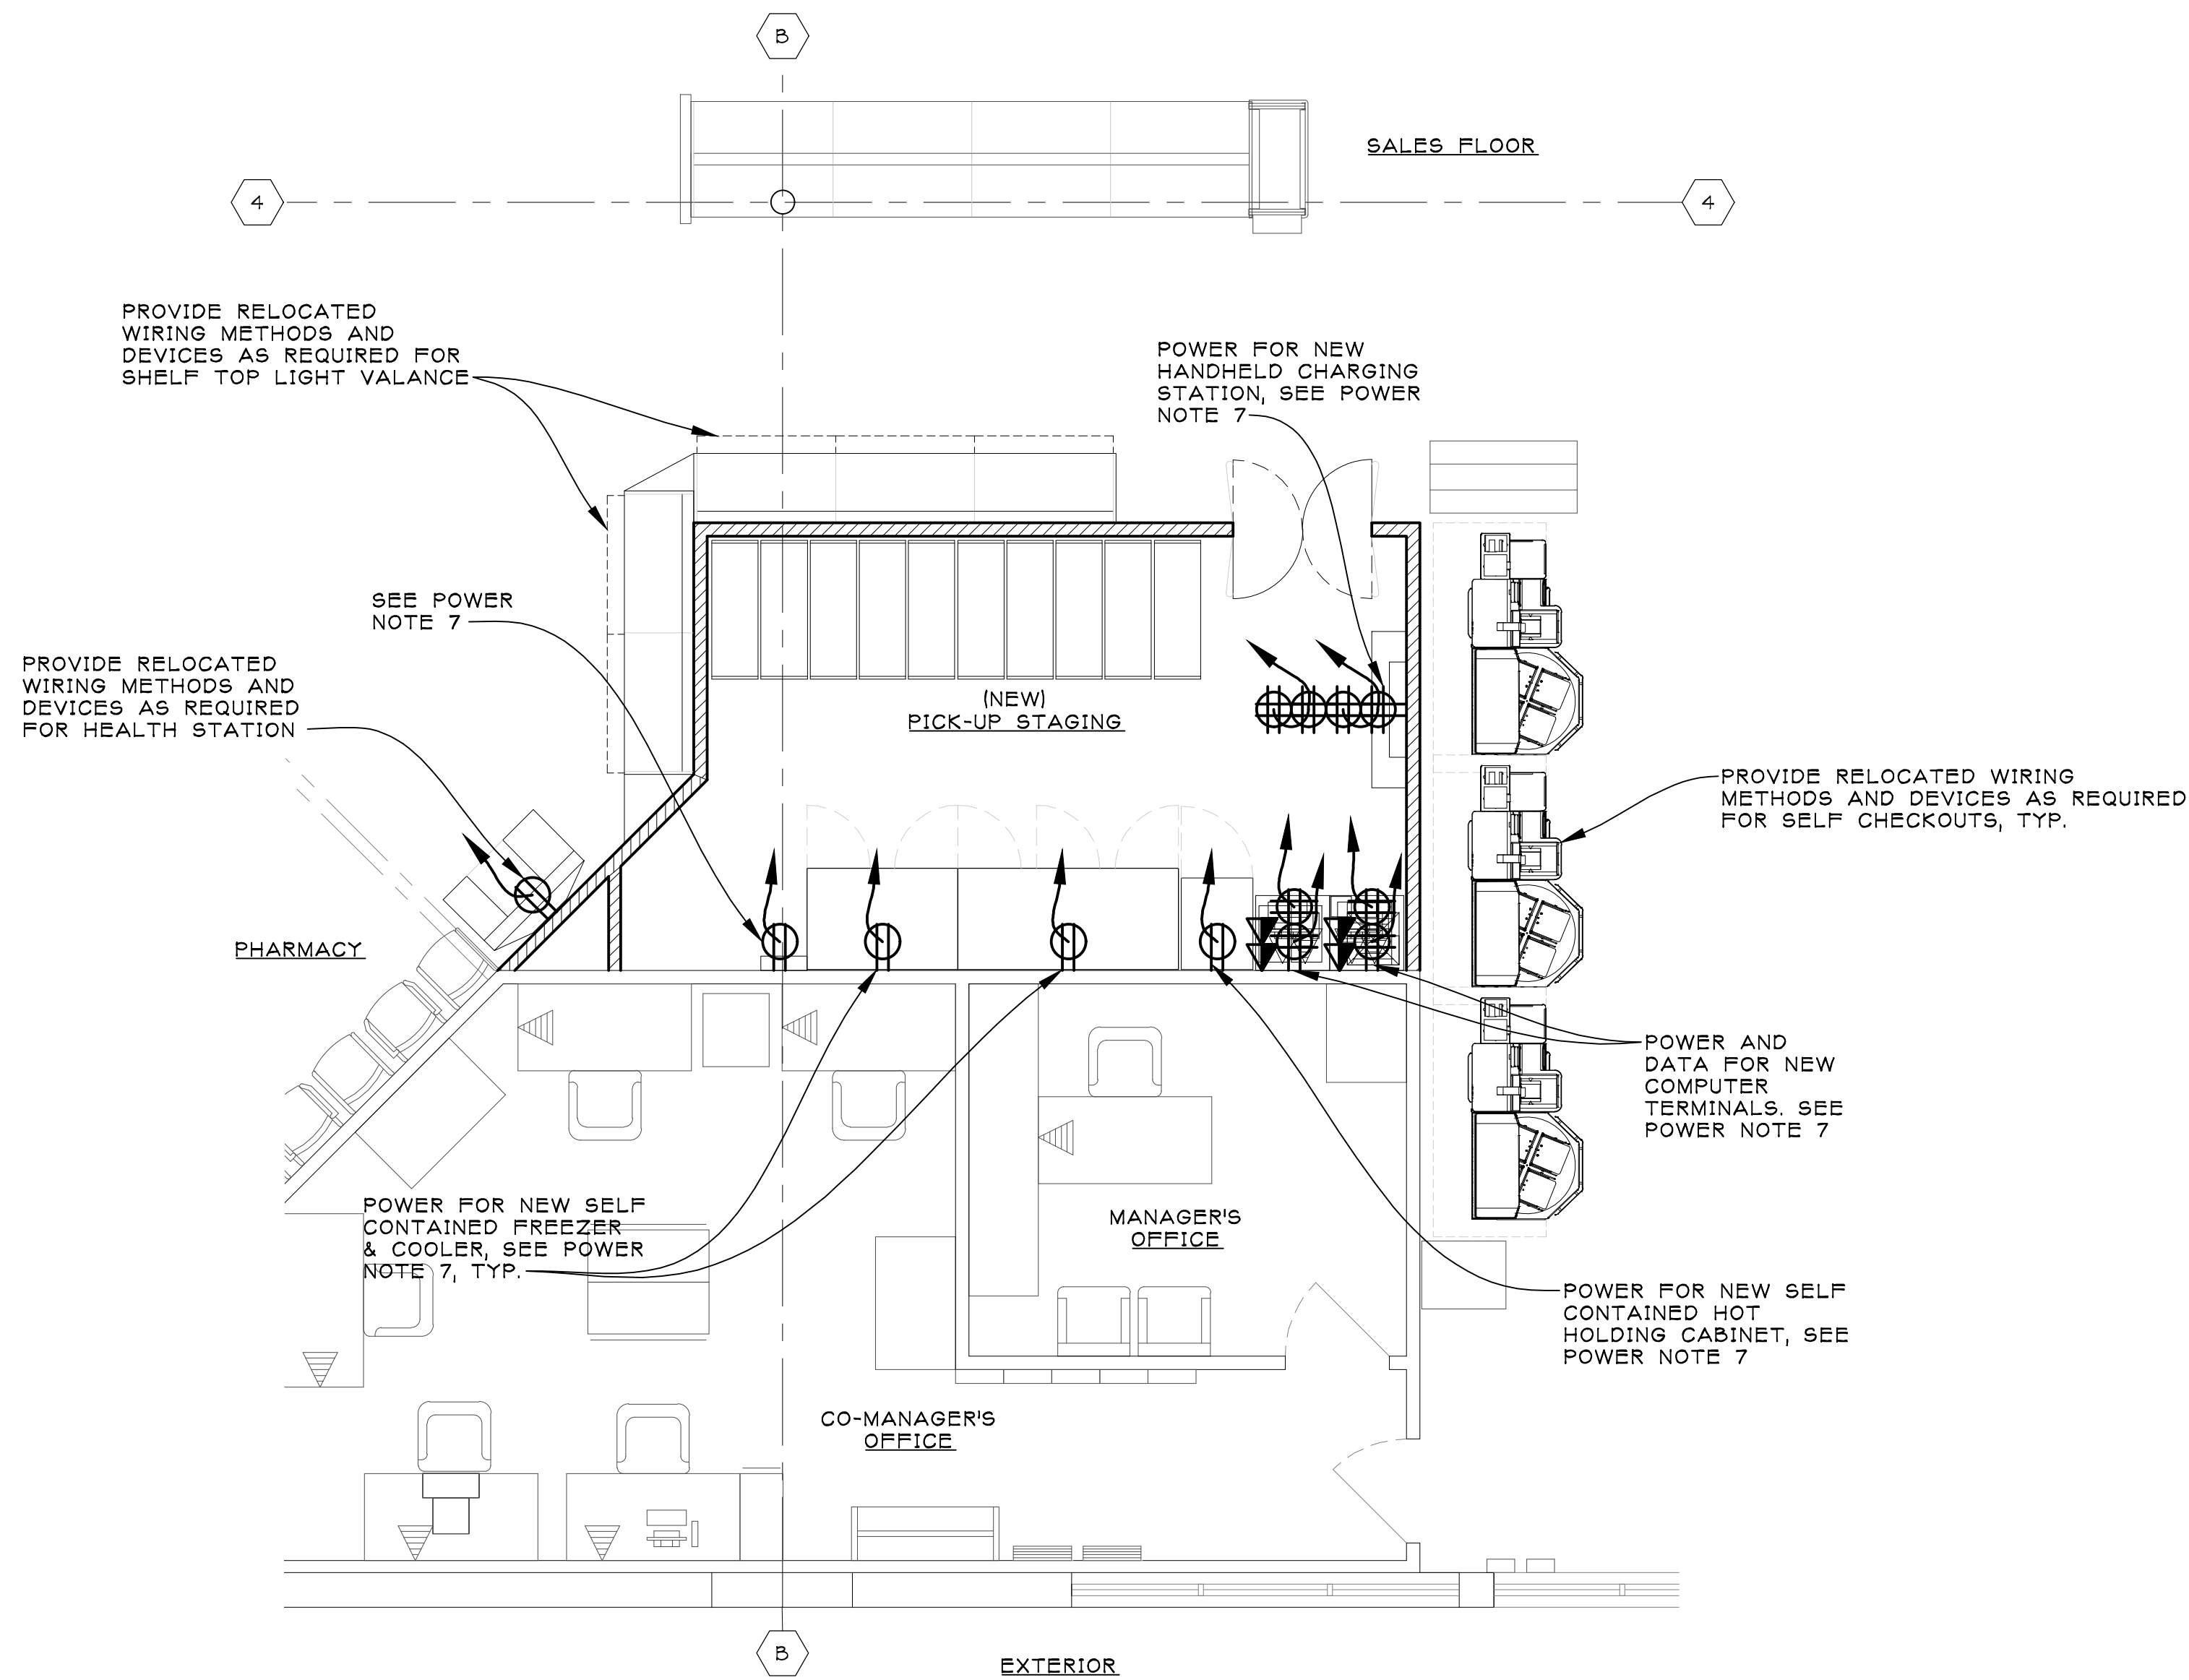 B
SALES FLOOR
4
4
PROVIDE RELOCATED
WIRING METHODS AND
DEVICES AS REQUIRED FOR
SHELF TOP LIGHT VALANCE
POWER FOR NEW
HANDHELD CHARGING
STATION, SEE POWER
NOTE 7
SEE POWER
NOTE 7
PROVIDE RELOCATED
WIRING METHODS AND
DEVICES AS REQUIRED
FOR HEALTH STATION
(NEW)
PICK-UP STAGING
PROVIDE RELOCATED WIRING
METHODS AND DEVICES AS REQUIRED
FOR SELF CHECKOUTS, TYP.
PHARMACY
POWER AND
DATA FOR NEW
COMPUTER
TERMINALS. SEE
POWER NOTE 7
POWER FOR NEW SELF
CONTAINED FREEZER
& COOLER, SEE POWER
NOTE 7, TYP.
MANAGER'S
OFFICE
POWER FOR NEW SELF
CONTAINED HOT
HOLDING CABINET, SEE
POWER NOTE 7
CO-MANAGER'S
OFFICE
B
EXTERIOR